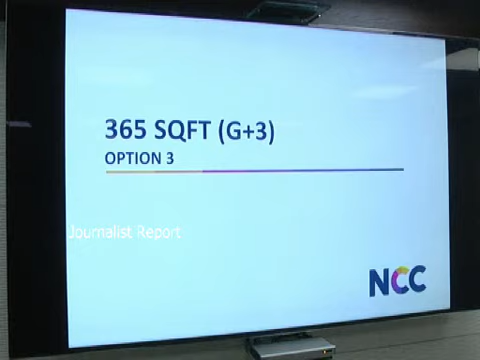 365 SQFT (G+3)
OPTION 3
Journalist Report
NCC